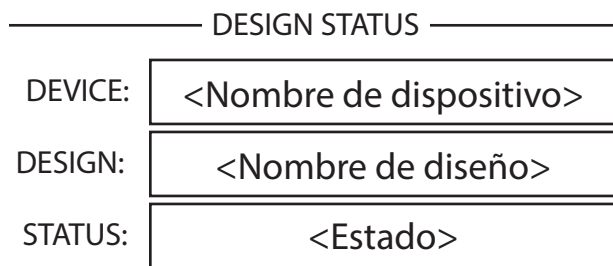 DESIGN STATUS
DEVICE: <Nombre de dispositivo>
DESIGN: <Nombre de diseño>
STATUS: <Estado>